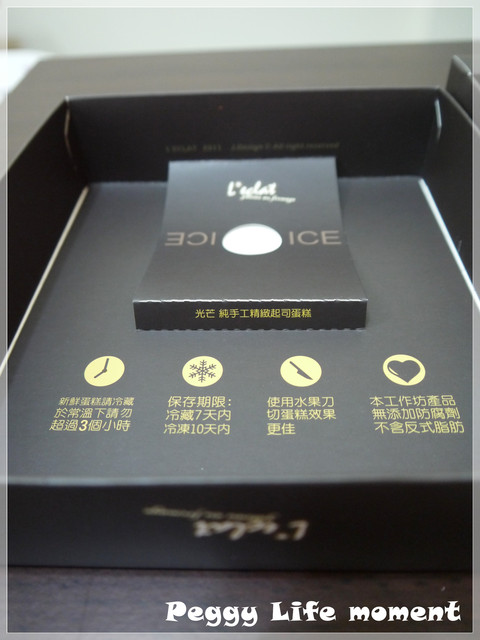 L'eclat
ICE ICE
光芒 純手工精緻起司蛋糕
新鮮蛋糕請冷藏
於常溫下請勿
超過3個小時
保存期限:
冷藏7天內
冷凍10天內
使用水果刀
切蛋糕效果
更佳
本工作坊產品
無添加防腐劑
不含反式脂肪
L'eclat
Peggy Life moment